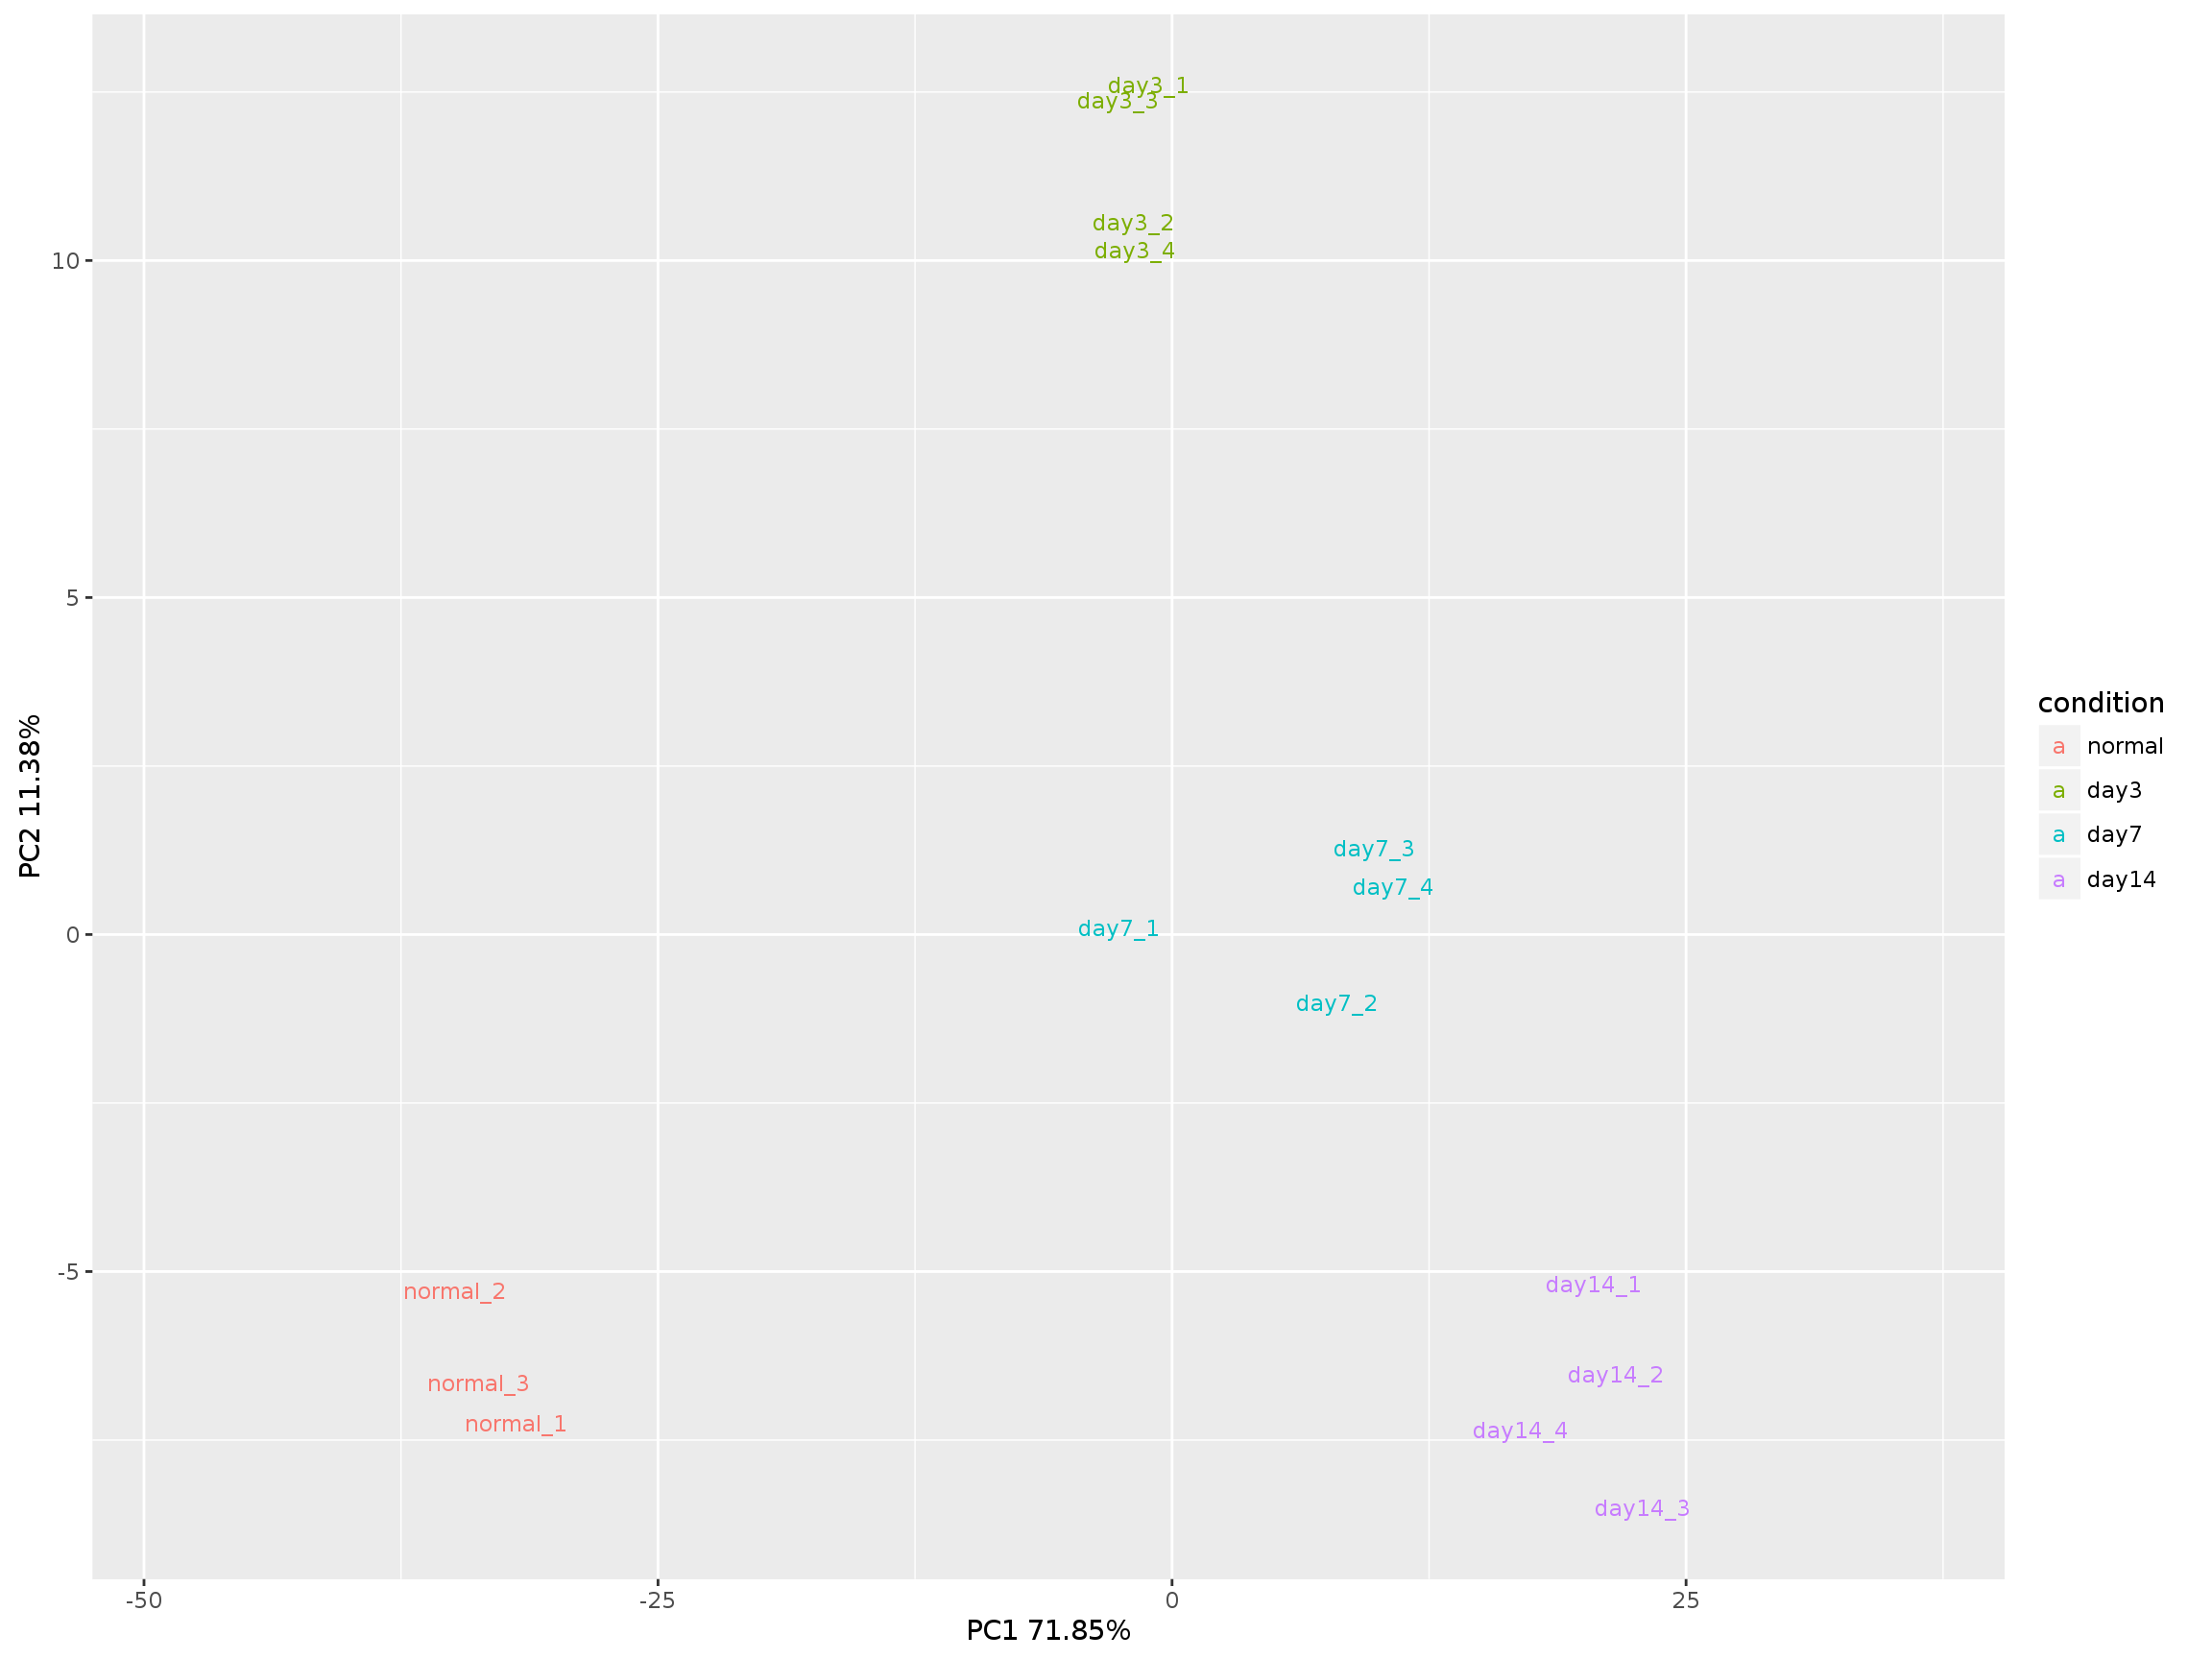 day3_1
day3_3
day3_2
day3_4
10
5
day7_3
day7_4
day7_1
0
day7_2
-5
normal_2
normal_3
normal_1
day14_1
day14_2
day14_4
day14_3
-50 -25 0 25
PC1 71.85%
PC2 11.38%
condition
a normal
a day3
a day7
a day14